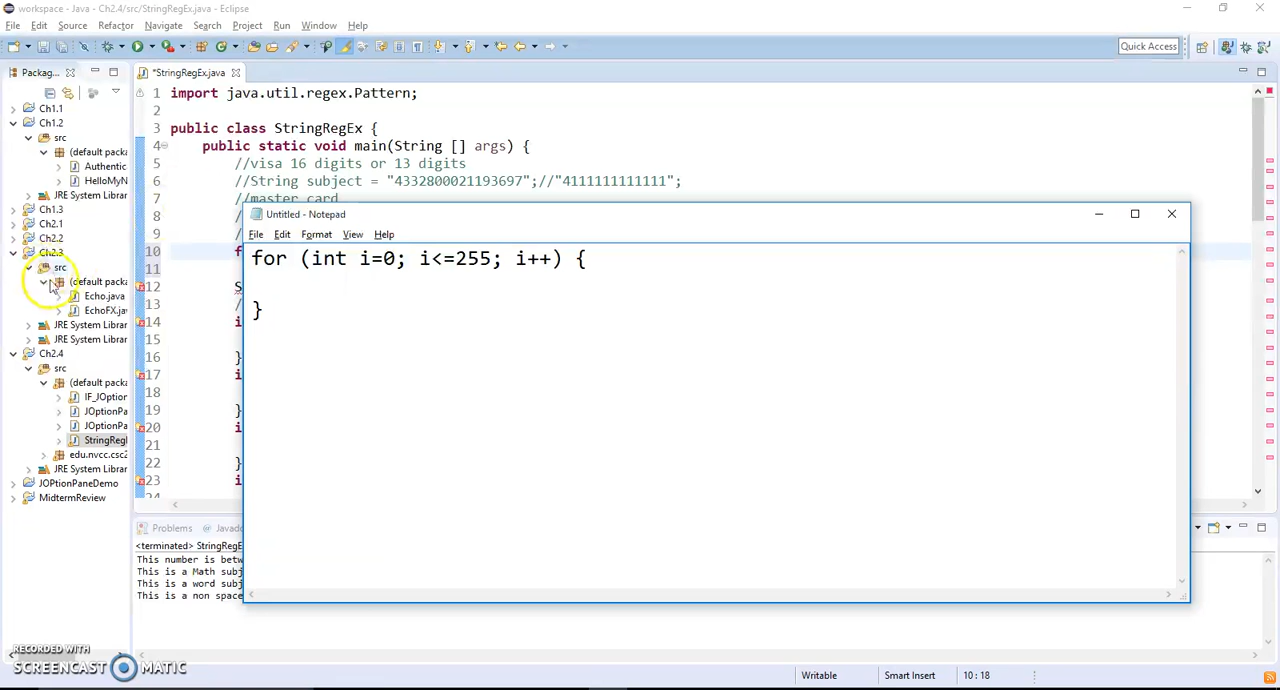 workspace - Java - Ch2.4/src/StringRegEx.java - Eclipse
File Edit Source Refactor Navigate Search Project Run Window Help
Quick Access
Packag...
*StringRegEx.java
Ch1.1
Ch1.2
src
(default packa
Authentic
HelloMyN
JRE System Librar
Ch1.3
Ch2.1
Ch2.2
Ch2.3
src
(default packa
Echo.java
EchoFX.jav
JRE System Librar
JRE System Librar
Ch2.4
src
(default packa
IF_JOption
JOptionPa
JOptionPa
StringRegI
edu.nvcc.csc2
JRE System Librar
JOPtionPaneDemo
MidtermReview
1 import java.util.regex.Pattern;
2
3 public class StringRegEx {
4 public static void main(String [] args) {
5 //visa 16 digits or 13 digits
6 //String subject = "4332800021193697";//"4111111111111";
7 //master card
8 /
9 /
10 f
11
12 S
13 /
14 i
15
16 }
17 i
18
19 }
20 i
21
22 }
23 i
24
Untitled - Notepad
File Edit Format View Help
for (int i=0; i<=255; i++) {
}
Problems Javado
<terminated> StringRegE
This number is betw
This is a Math subj
This is a word subj
This is a non space
RECORDED WITH
SCREENCAST MATIC
Writable Smart Insert 10 : 18